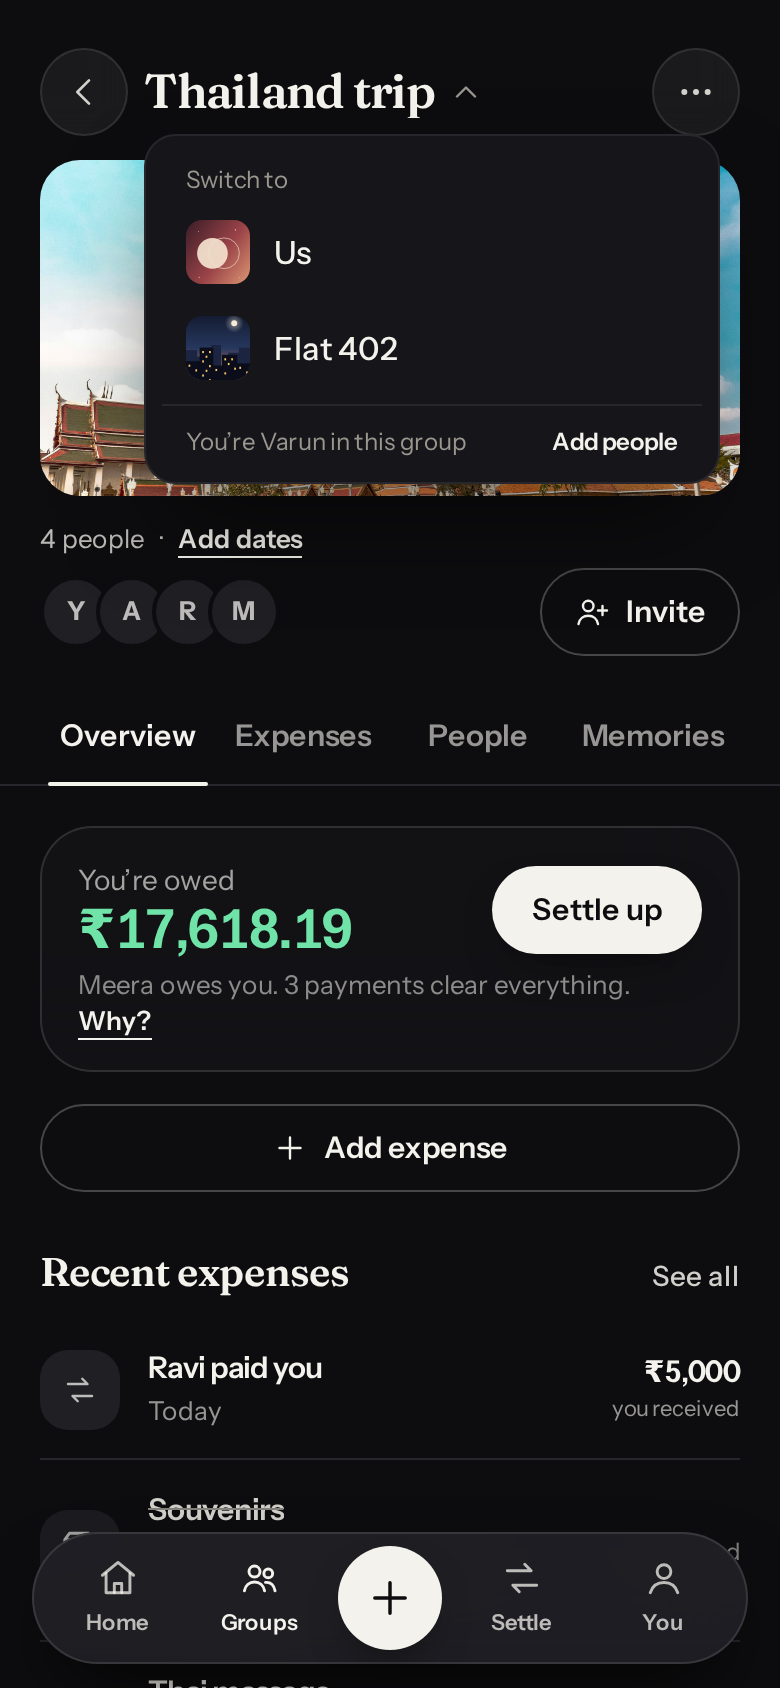 Thailand trip
Switch to
Us
Flat 402
You’re Varun in this group
Add people
4 people · Add dates
Y A R M
Invite
Overview Expenses People Memories
You’re owed
₹17,618.19
Settle up
Meera owes you. 3 payments clear everything.
Why?
Add expense
Recent expenses
See all
Ravi paid you
₹5,000
Today
you received
Souvenirs
Home Groups Settle You